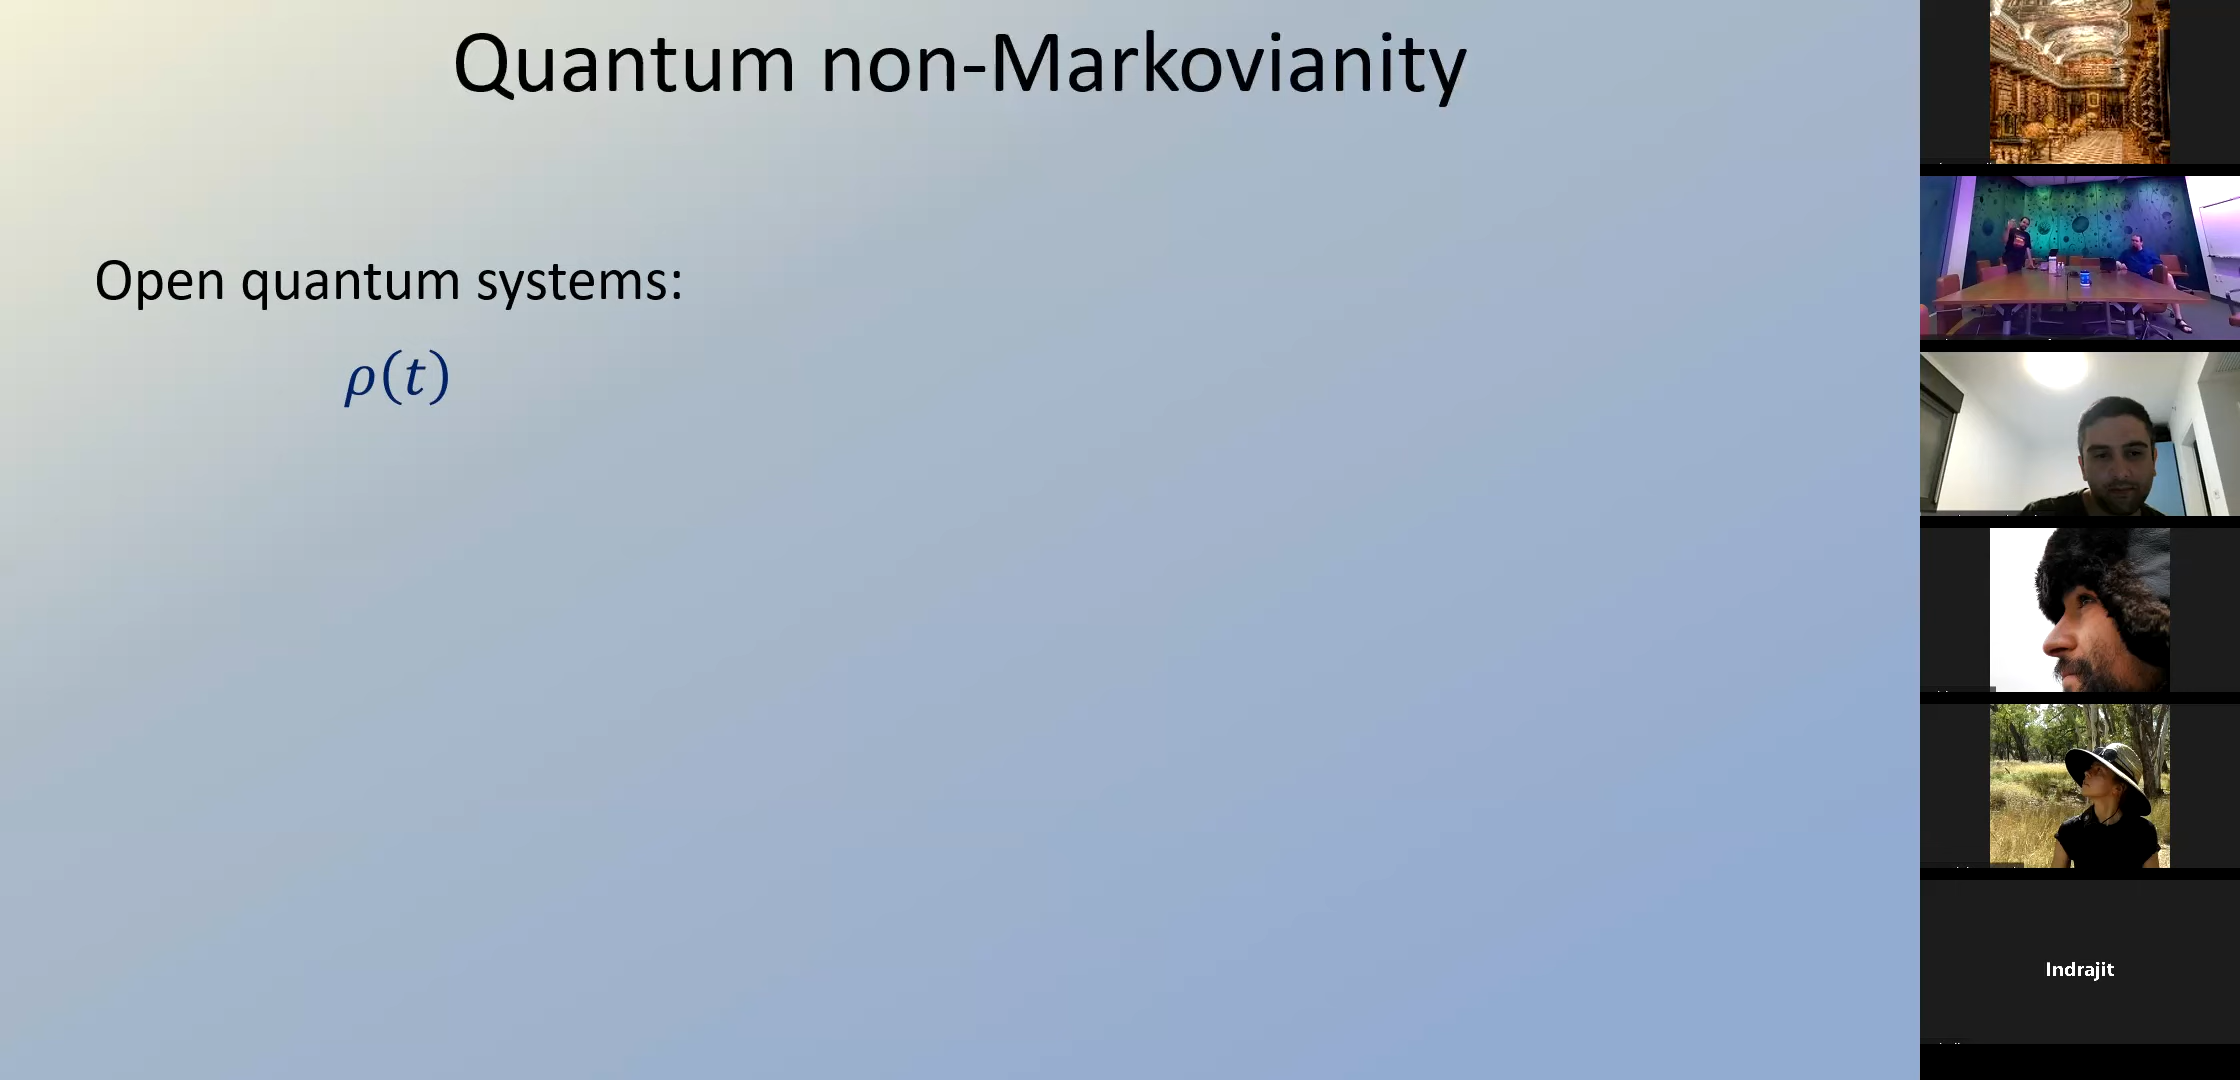 Quantum non-Markovianity
Open quantum systems:
ρ(t)
Indrajit